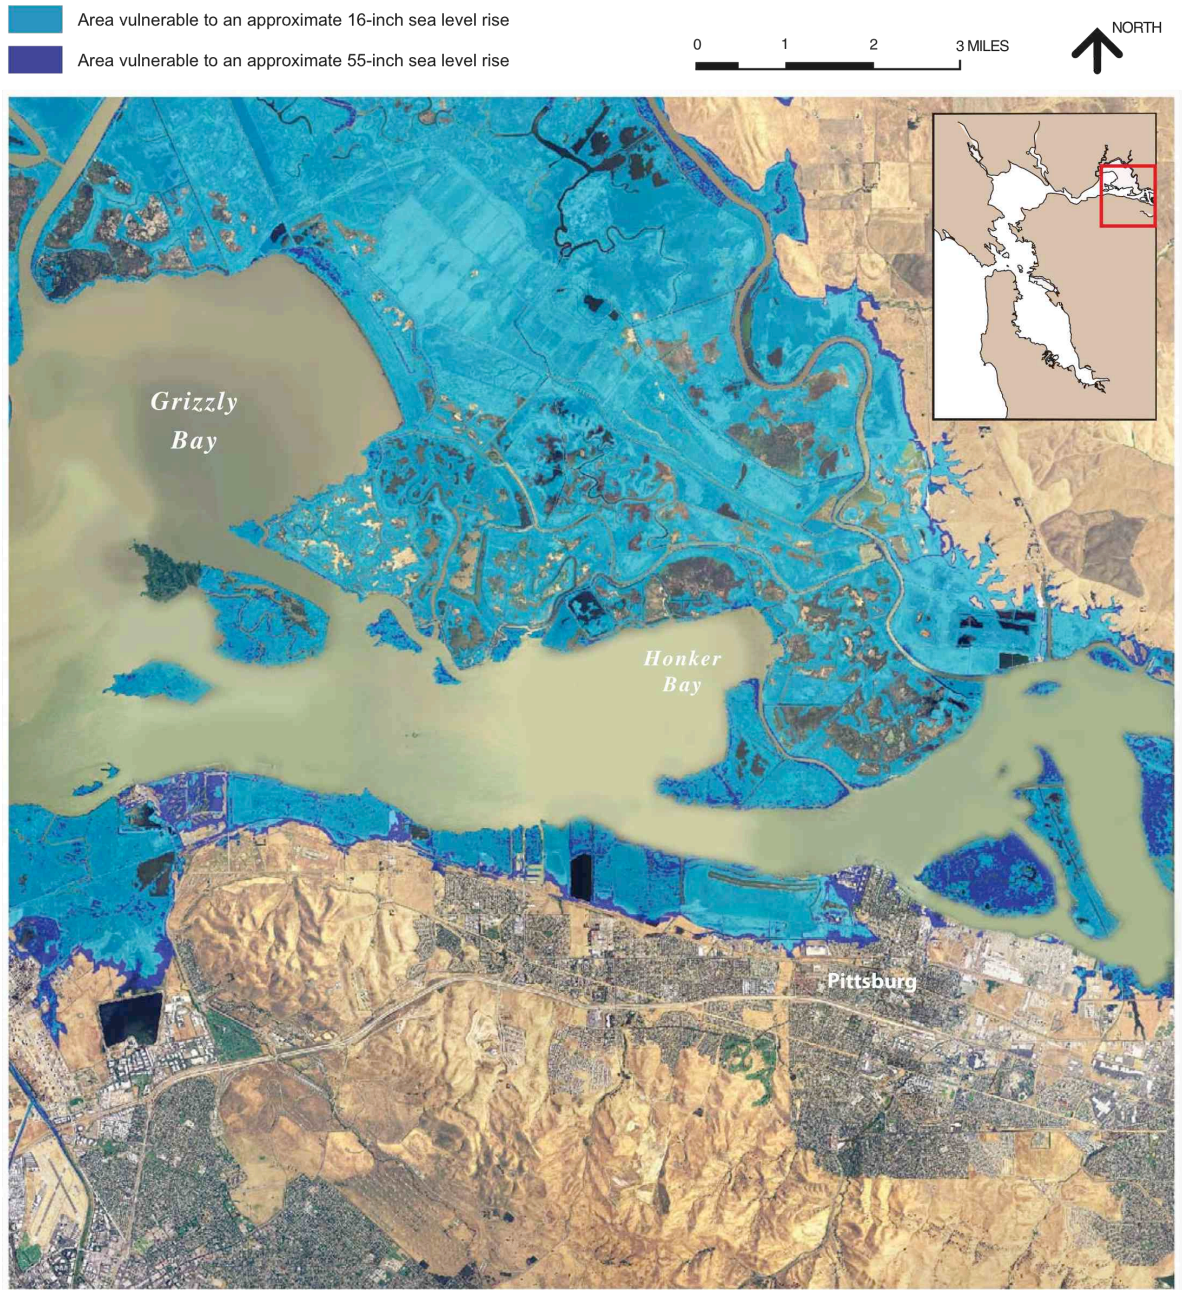 Area vulnerable to an approximate 16-inch sea level rise
Area vulnerable to an approximate 55-inch sea level rise
0 1 2 3 MILES
NORTH
Grizzly
Bay
Honker
Bay
Pittsburg